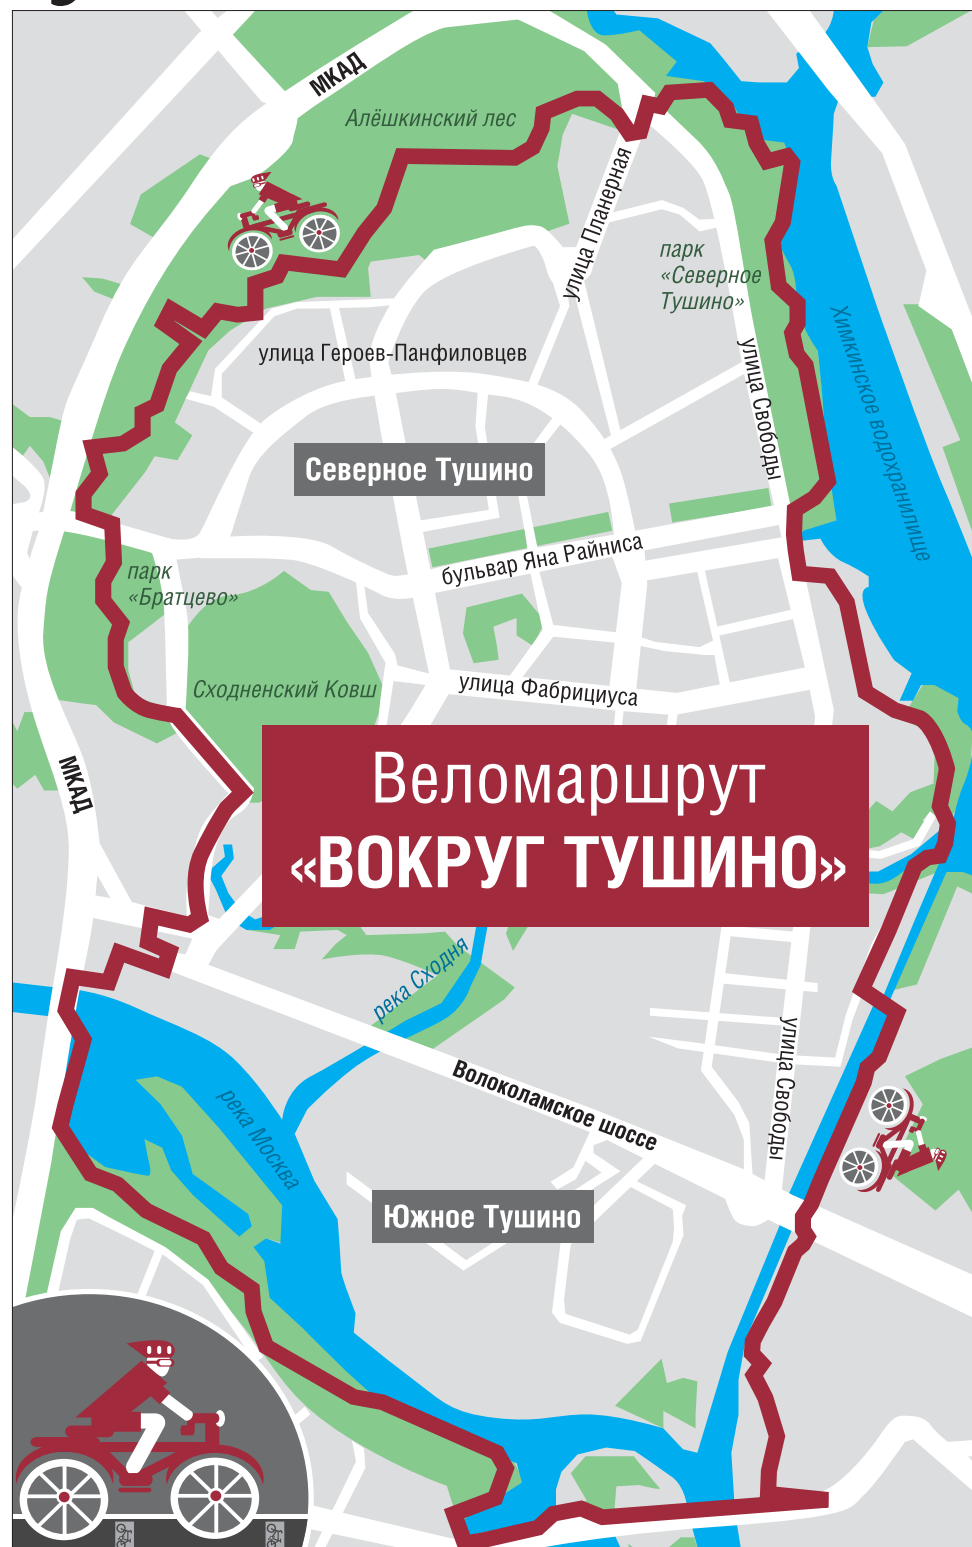 МКАД
Алёшкинский лес
улица Планерная
парк
«Северное
Тушино»
Химкинское водохранилище
улица Героев-Панфиловцев
улица Свободы
Северное Тушино
бульвар Яна Райниса
парк
«Братцево»
Сходненский Ковш
улица Фабрициуса
МКАД
Веломаршрут
«ВОКРУГ ТУШИНО»
река Сходня
улица Свободы
Волоколамское шоссе
река Москва
Южное Тушино